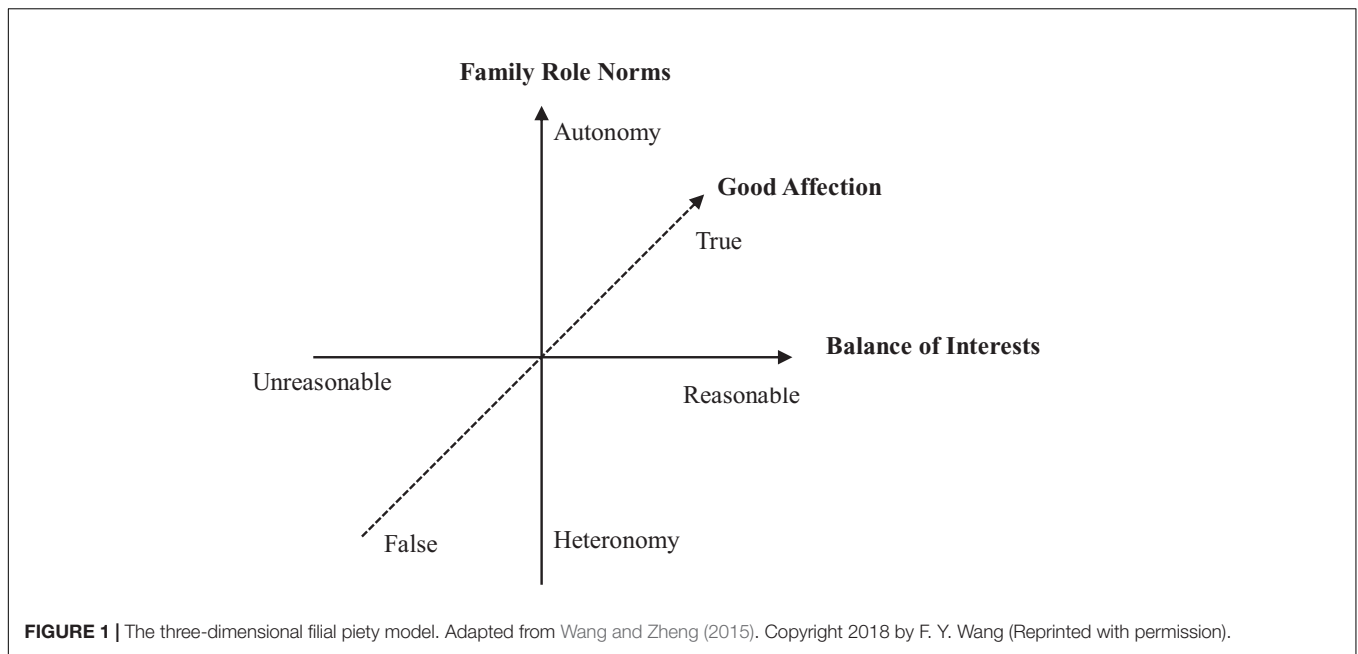 Family Role Norms
Autonomy
Good Affection
True
Balance of Interests
Unreasonable
Reasonable
False
Heteronomy
FIGURE 1 | The three-dimensional filial piety model. Adapted from Wang and Zheng (2015). Copyright 2018 by F. Y. Wang (Reprinted with permission).